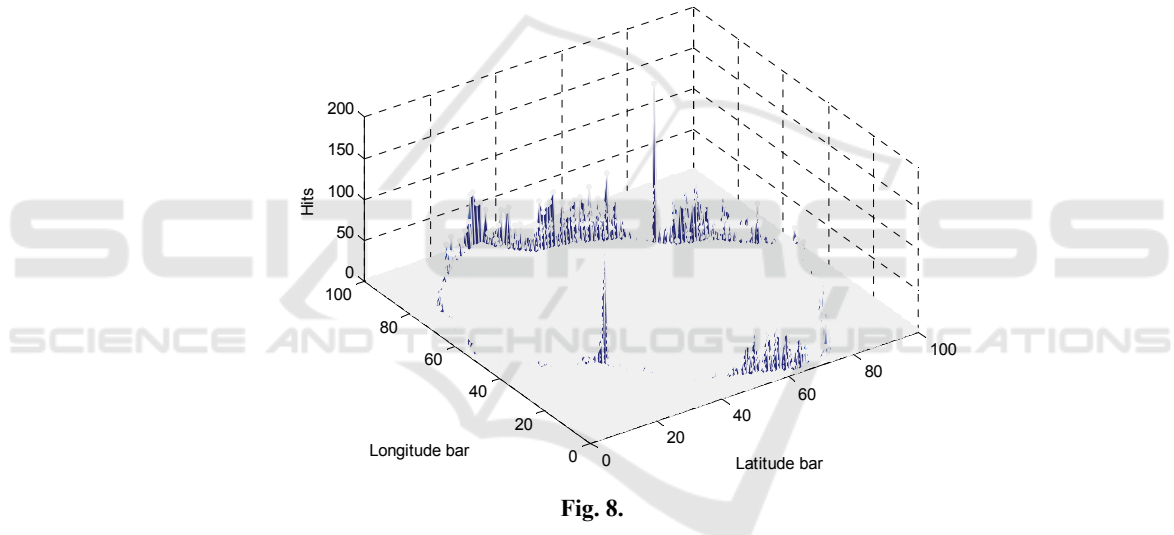 200
150
100
50
0
Hits
100
80
60
40
20
0
Longitude bar
0
20
40
60
80
100
Latitude bar
SCITEPRESS
SCIENCE AND TECHNOLOGY PUBLICATIONS
Fig. 8.